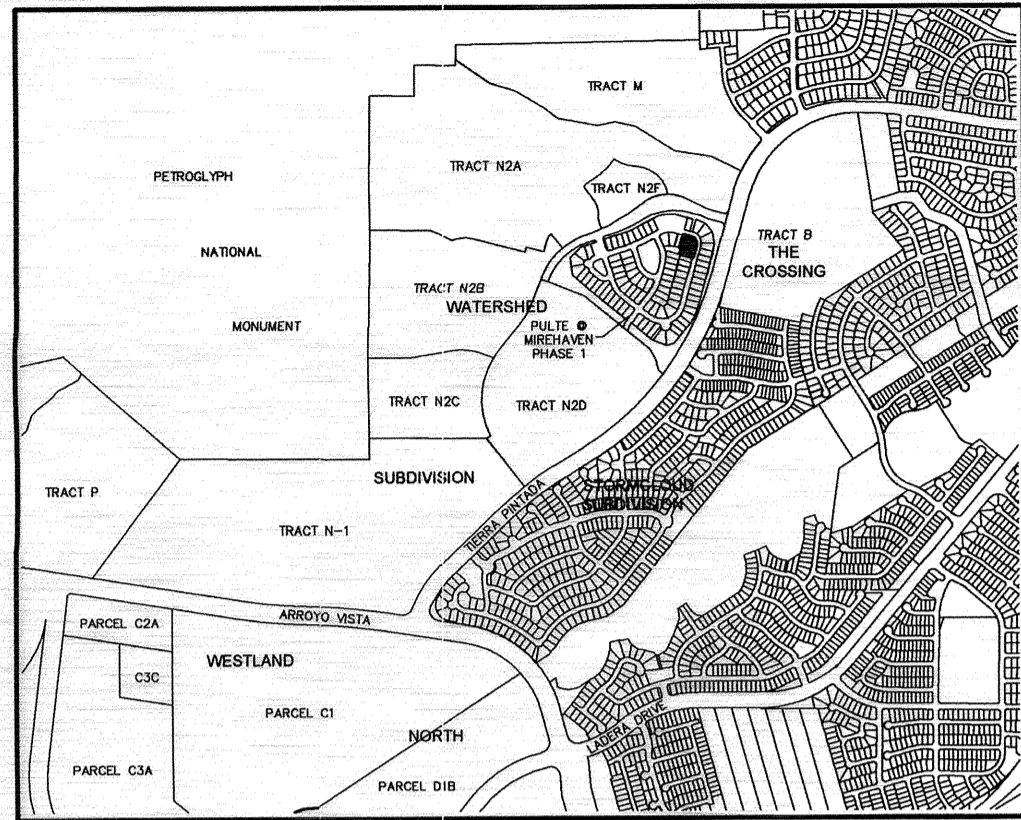 TRACT M
TRACT N2A
PETROGLYPH
TRACT N2F
NATIONAL
TRACT B
THE
CROSSING
TRACT N2B
WATERSHED
MONUMENT
PULTE @
MIREHAVEN
PHASE 1
TRACT N2C
TRACT N2D
SUBDIVISION
STORMCLOUD
SUBDIVISION
TRACT P
TIERRA PINTADA
TRACT N-1
ARROYO VISTA
PARCEL C2A
WESTLAND
C3C
PARCEL C1
LADERA DRIVE
NORTH
PARCEL C3A
PARCEL D1B